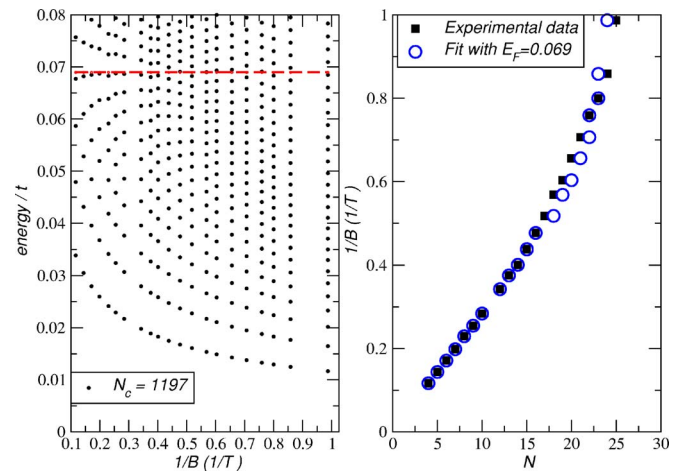 0.08
0.07
0.06
0.05
0.04
0.03
0.02
0.01
0
energy / t
N_c = 1197
0.1 0.2 0.3 0.4 0.5 0.6 0.7 0.8 0.9 1
1/B (1/T)
Experimental data
Fit with E_F=0.069
1
0.8
0.6
0.4
0.2
0
1/B (1/T)
0 5 10 15 20 25 30
N